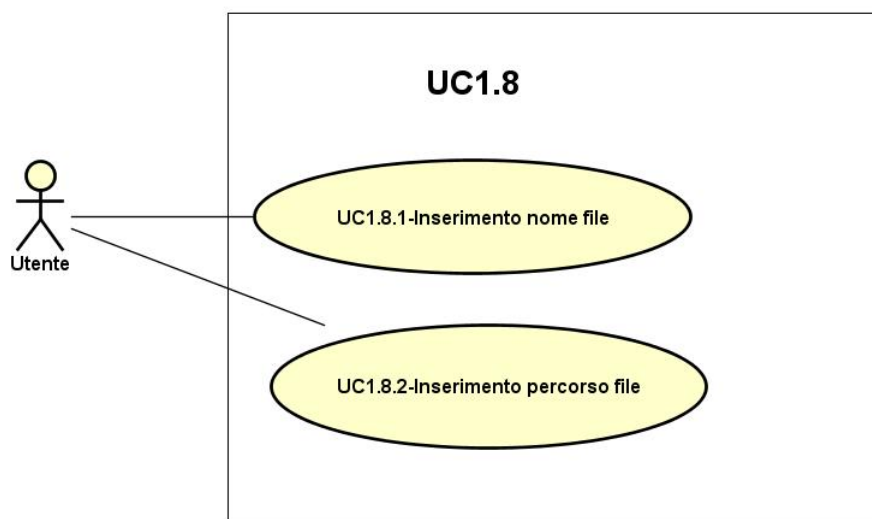 UC1.8
UC1.8.1-Inserimento nome file
Utente
UC1.8.2-Inserimento percorso file